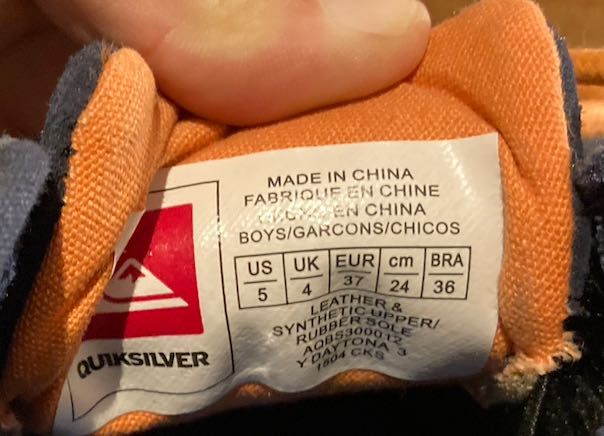 MADE IN CHINA
FABRIQUE EN CHINE
EN CHINA
BOYS/GARCONS/CHICOS
US UK EUR cm BRA
5 4 37 24 36
LEATHER &
SYNTHETIC UPPER/
RUBBER SOLE
AQBS300012
Y DAYTONA 3
1504 CKS
QUIKSILVER